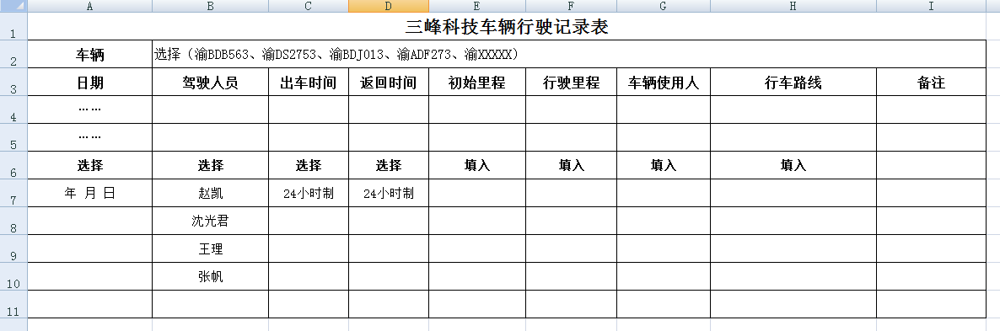 A B C D E F G H I
1 三峰科技车辆行驶记录表
2 车辆 选择（渝BDB563、渝DS2753、渝BDJ013、渝ADF273、渝XXXXX）
3 日期 驾驶人员 出车时间 返回时间 初始里程 行驶里程 车辆使用人 行车路线 备注
4 ……
5 ……
6 选择 选择 选择 选择 填入 填入 填入 填入
7 年 月 日 赵凯 24小时制 24小时制
8 沈光君
9 王理
10 张帆
11